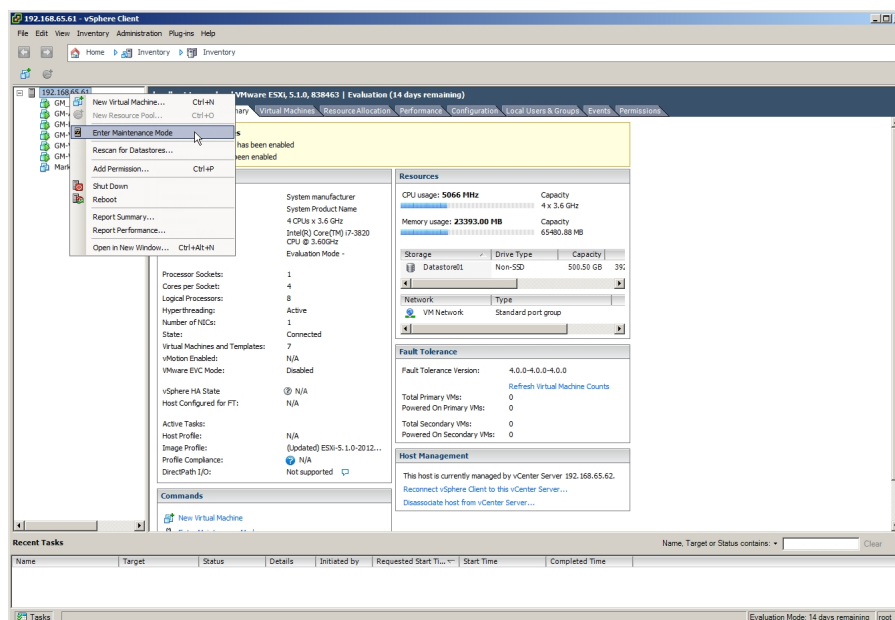 192.168.65.61 - vSphere Client
File Edit View Inventory Administration Plug-ins Help
Home Inventory Inventory
192.168.65.61
VMware ESXi, 5.1.0, 838463 | Evaluation (14 days remaining)
Virtual Machines Resource Allocation Performance Configuration Local Users & Groups Events Permissions
New Virtual Machine... Ctrl+N
New Resource Pool... Ctrl+O
Enter Maintenance Mode
Rescan for Datastores...
Add Permission... Ctrl+P
Shut Down
Reboot
Report Summary...
Report Performance...
Open in New Window... Ctrl+Alt+N
has been enabled
been enabled
System manufacturer
System Product Name
4 CPUs x 3.6 GHz
Intel(R) Core(TM) i7-3820
CPU @ 3.60GHz
Evaluation Mode -
Processor Sockets: 1
Cores per Socket: 4
Logical Processors: 8
Hyperthreading: Active
Number of NICs: 1
State: Connected
Virtual Machines and Templates: 7
vMotion Enabled: N/A
VMware EVC Mode: Disabled
vSphere HA State N/A
Host Configured for FT: N/A
Active Tasks:
Host Profile: N/A
Image Profile: (Updated) ESXi-5.1.0-2012...
Profile Compliance: N/A
DirectPath I/O: Not supported
Commands
New Virtual Machine
Resources
CPU usage: 5066 MHz Capacity
4 x 3.6 GHz
Memory usage: 23393.00 MB Capacity
65480.88 MB
Storage Drive Type Capacity
Datastore01 Non-SSD 500.50 GB 392
Network Type
VM Network Standard port group
Fault Tolerance
Fault Tolerance Version: 4.0.0-4.0.0-4.0.0
Refresh Virtual Machine Counts
Total Primary VMs: 0
Powered On Primary VMs: 0
Total Secondary VMs: 0
Powered On Secondary VMs: 0
Host Management
This host is currently managed by vCenter Server 192.168.65.62.
Reconnect vSphere Client to this vCenter Server...
Disassociate host from vCenter Server...
Recent Tasks
Name, Target or Status contains: Clear
Name Target Status Details Initiated by Requested Start Ti... Start Time Completed Time
Tasks
Evaluation Mode: 14 days remaining root